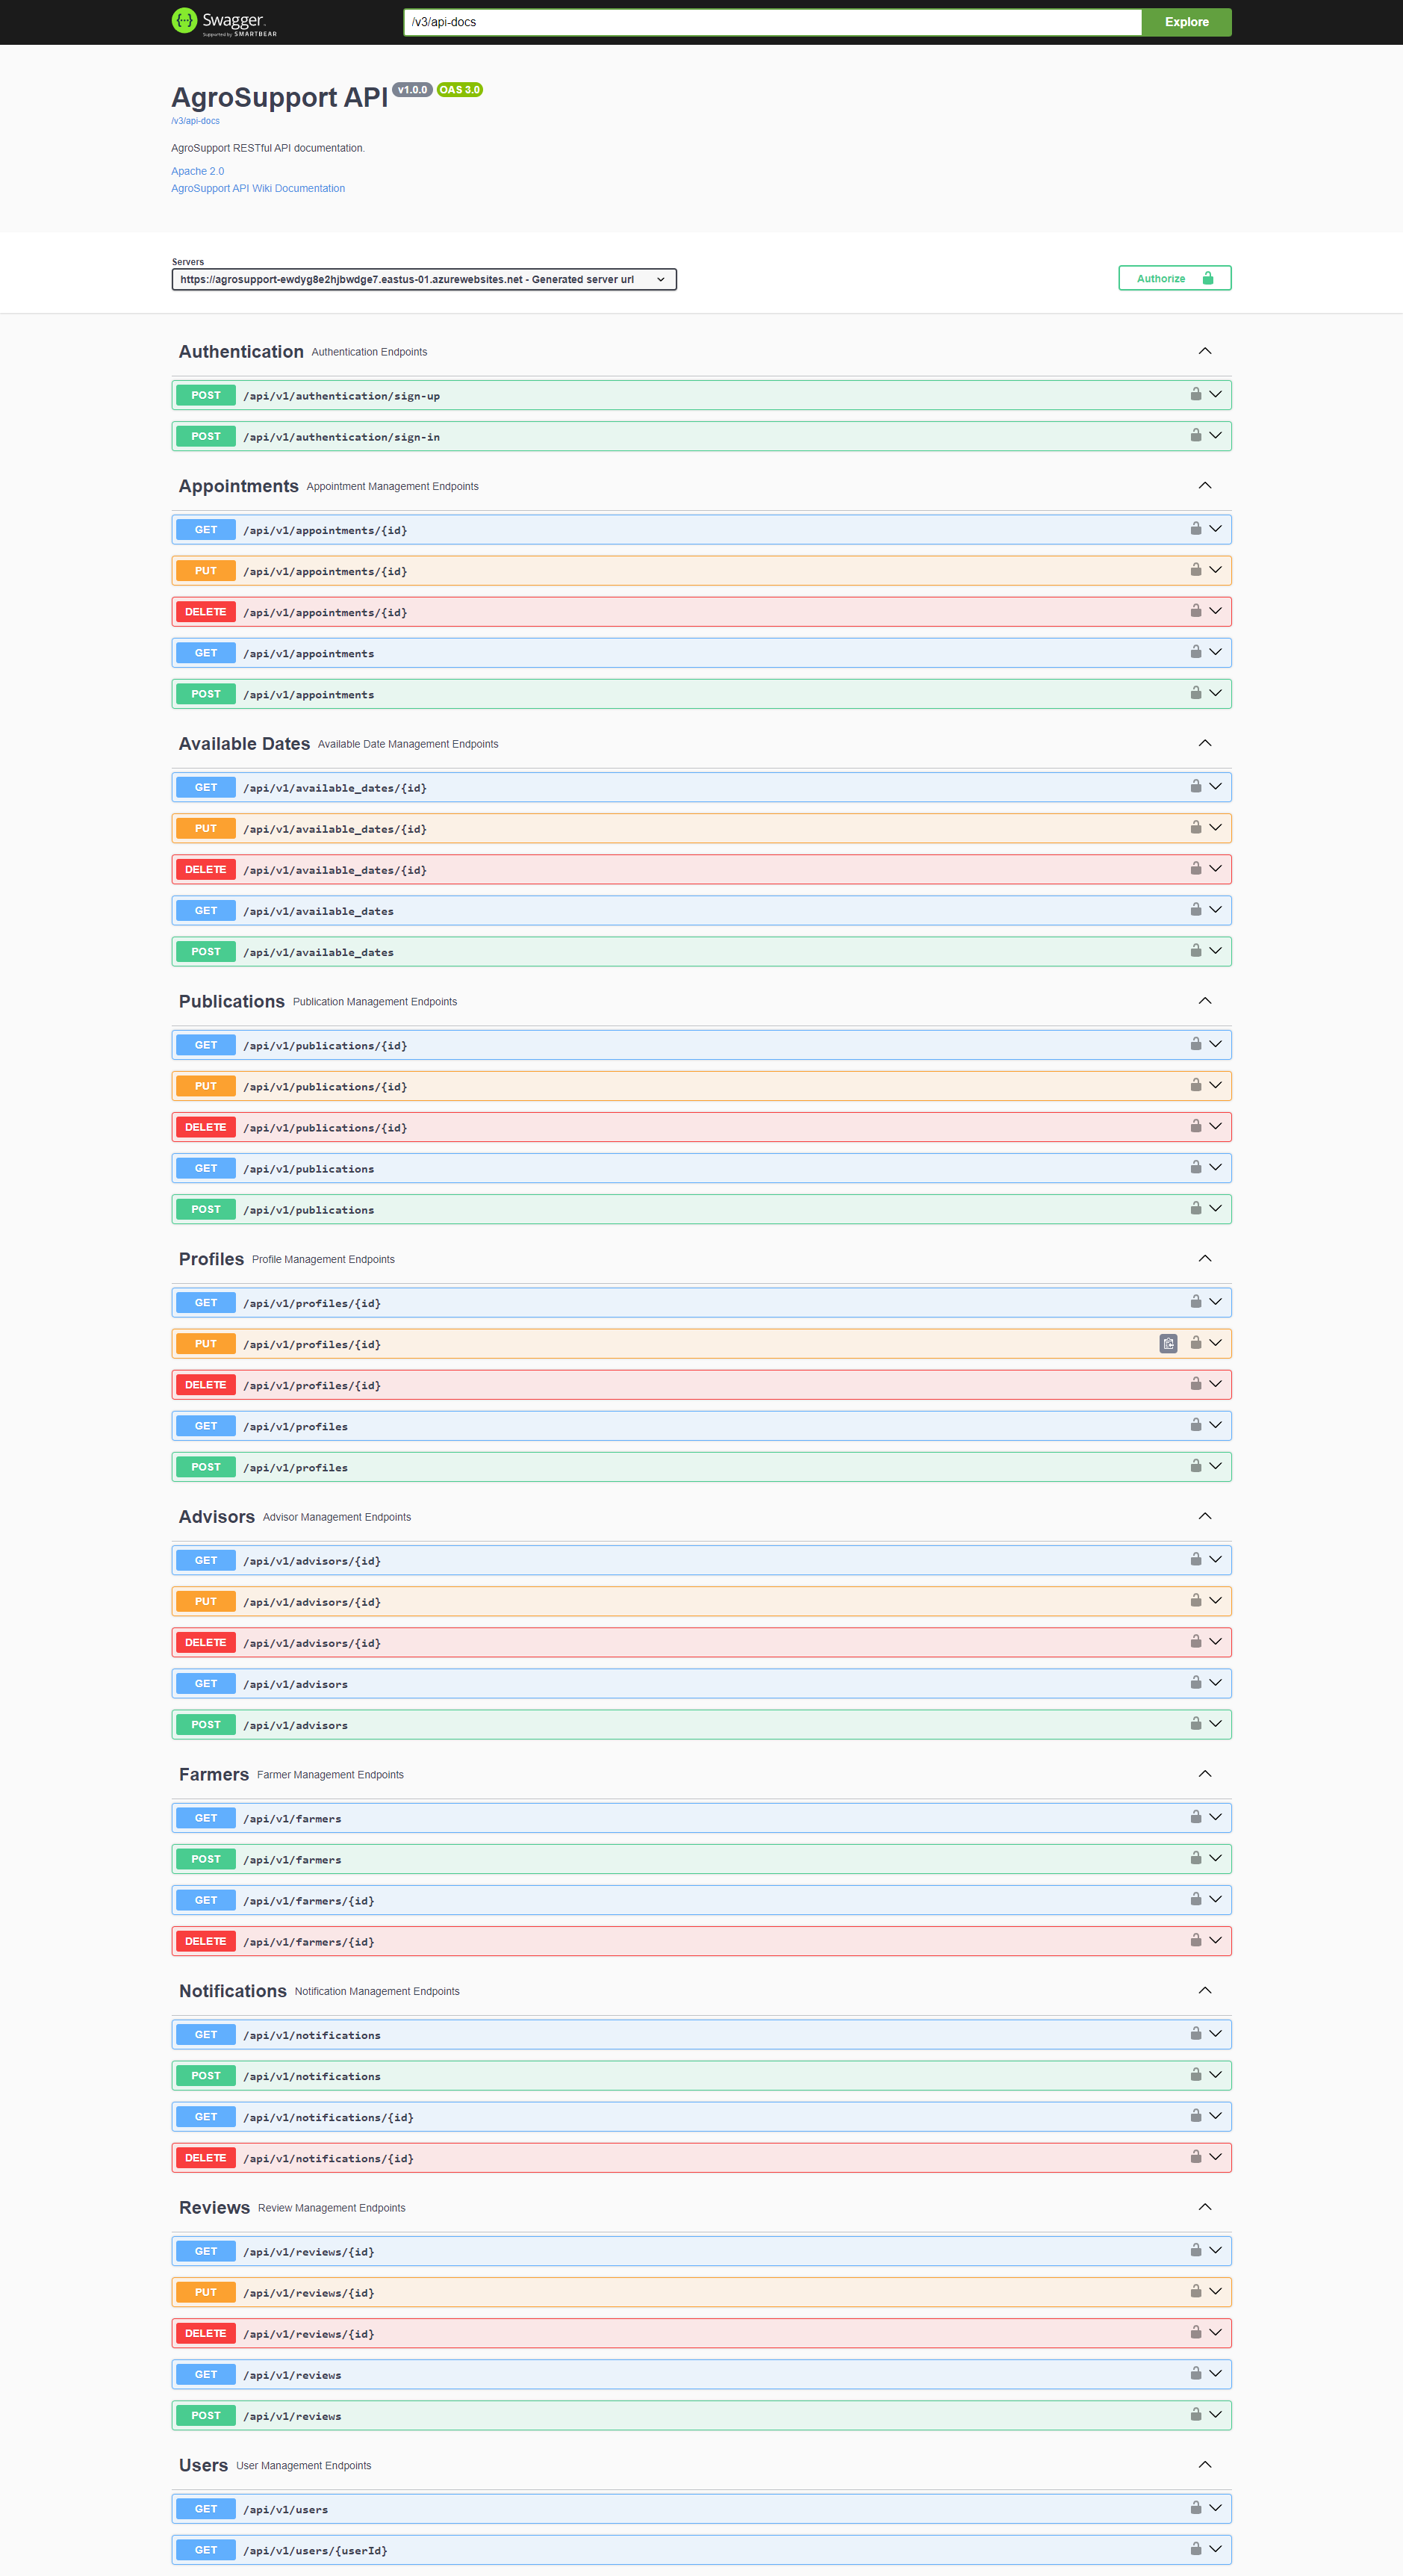 Swagger.
Supported by SMARTBEAR
/v3/api-docs
Explore
AgroSupport API v1.0.0 OAS 3.0
/v3/api-docs
AgroSupport RESTful API documentation.
Apache 2.0
AgroSupport API Wiki Documentation
Servers
https://agrosupport-ewdyg8e2hjbwdge7.eastus-01.azurewebsites.net - Generated server url
Authorize
Authentication Authentication Endpoints
POST /api/v1/authentication/sign-up
POST /api/v1/authentication/sign-in
Appointments Appointment Management Endpoints
GET /api/v1/appointments/{id}
PUT /api/v1/appointments/{id}
DELETE /api/v1/appointments/{id}
GET /api/v1/appointments
POST /api/v1/appointments
Available Dates Available Date Management Endpoints
GET /api/v1/available_dates/{id}
PUT /api/v1/available_dates/{id}
DELETE /api/v1/available_dates/{id}
GET /api/v1/available_dates
POST /api/v1/available_dates
Publications Publication Management Endpoints
GET /api/v1/publications/{id}
PUT /api/v1/publications/{id}
DELETE /api/v1/publications/{id}
GET /api/v1/publications
POST /api/v1/publications
Profiles Profile Management Endpoints
GET /api/v1/profiles/{id}
PUT /api/v1/profiles/{id}
DELETE /api/v1/profiles/{id}
GET /api/v1/profiles
POST /api/v1/profiles
Advisors Advisor Management Endpoints
GET /api/v1/advisors/{id}
PUT /api/v1/advisors/{id}
DELETE /api/v1/advisors/{id}
GET /api/v1/advisors
POST /api/v1/advisors
Farmers Farmer Management Endpoints
GET /api/v1/farmers
POST /api/v1/farmers
GET /api/v1/farmers/{id}
DELETE /api/v1/farmers/{id}
Notifications Notification Management Endpoints
GET /api/v1/notifications
POST /api/v1/notifications
GET /api/v1/notifications/{id}
DELETE /api/v1/notifications/{id}
Reviews Review Management Endpoints
GET /api/v1/reviews/{id}
PUT /api/v1/reviews/{id}
DELETE /api/v1/reviews/{id}
GET /api/v1/reviews
POST /api/v1/reviews
Users User Management Endpoints
GET /api/v1/users
GET /api/v1/users/{userId}